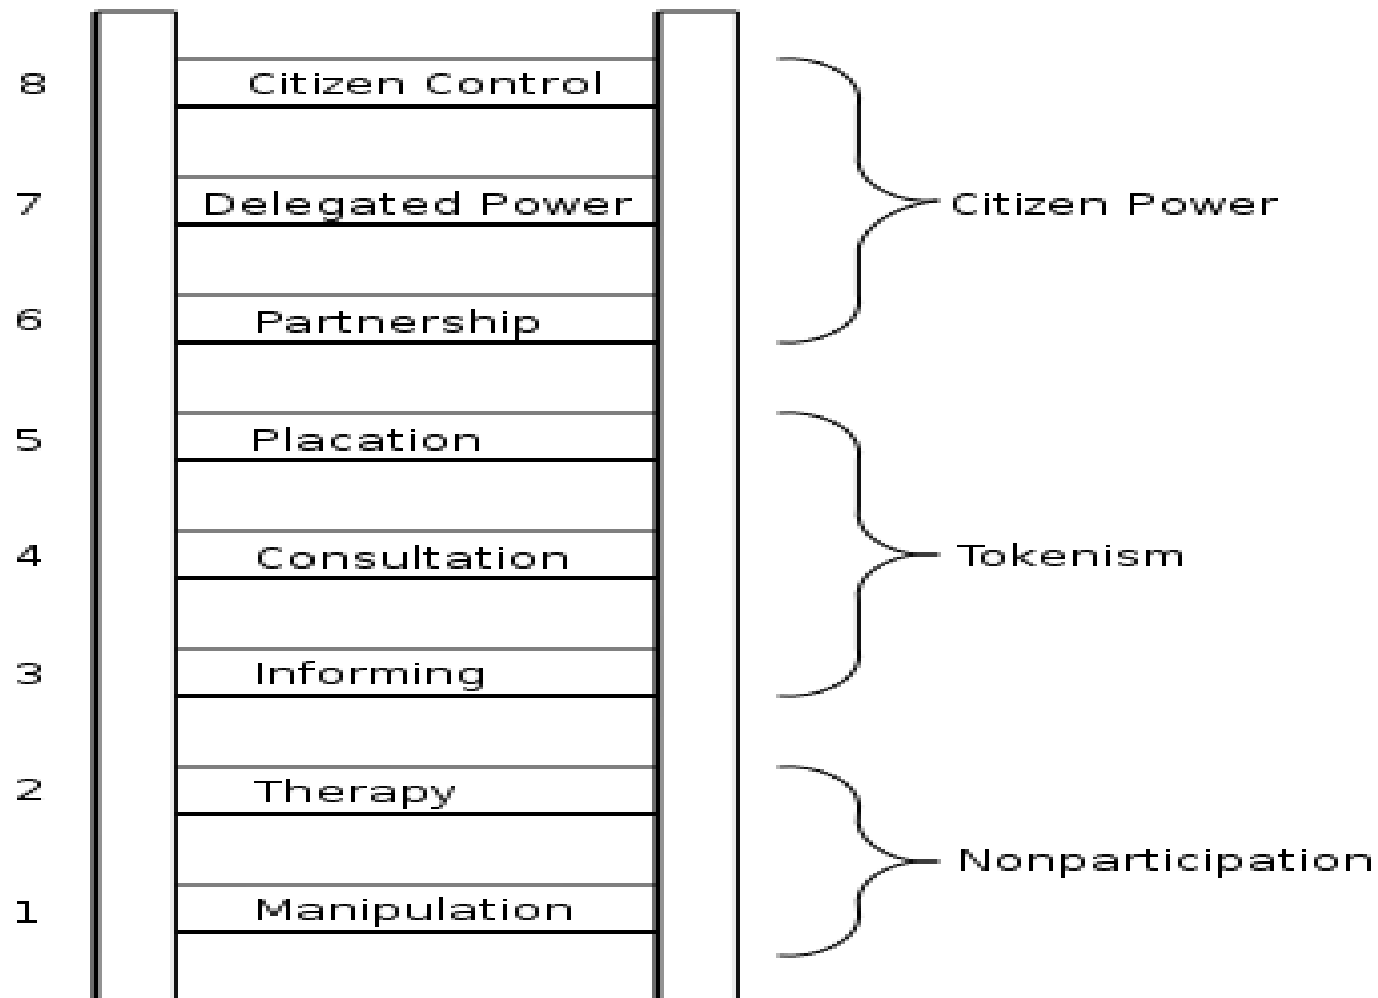 8 Citizen Control
7 Delegated Power Citizen Power
6 Partnership
5 Placation
4 Consultation Tokenism
3 Informing
2 Therapy
Nonparticipation
1 Manipulation